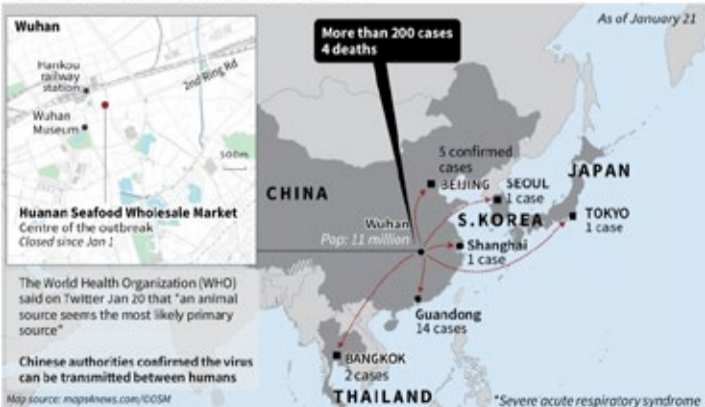 Wuhan
Hankou
railway
station
2nd Ring Rd
Wuhan
Museum
500m
Huanan Seafood Wholesale Market
Centre of the outbreak
Closed since Jan 1
The World Health Organization (WHO)
said on Twitter Jan 20 that "an animal
source seems the most likely primary
source"
Chinese authorities confirmed the virus
can be transmitted between humans
Map source: maps4news.com/©OSM
As of January 21
More than 200 cases
4 deaths
5 confirmed
cases
BEIJING
SEOUL
1 case
JAPAN
CHINA
S.KOREA
TOKYO
1 case
Wuhan
Pop: 11 million
Shanghai
1 case
Guandong
14 cases
BANGKOK
2 cases
THAILAND
*Severe acute respiratory syndrome